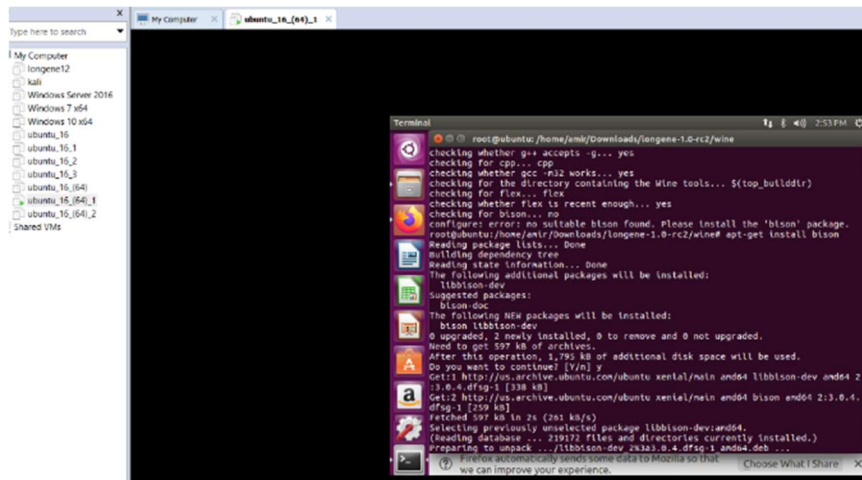 My Computer
ubuntu_16_(64)_1
Type here to search
My Computer
longene12
kali
Windows Server 2016
Windows 7 x64
Windows 10 x64
ubuntu_16
ubuntu_16_1
ubuntu_16_2
ubuntu_16_3
ubuntu_16_(64)
ubuntu_16_(64)_1
ubuntu_16_(64)_2
Shared VMs
Terminal
2:53 PM
root@ubuntu: /home/amir/Downloads/longene-1.0-rc2/wine
checking whether g++ accepts -g... yes
checking for cpp... cpp
checking whether gcc -m32 works... yes
checking for the directory containing the Wine tools... $(top_builddir)
checking for flex... flex
checking whether flex is recent enough... yes
checking for bison... no
configure: error: no suitable bison found. Please install the 'bison' package.
root@ubuntu:/home/amir/Downloads/longene-1.0-rc2/wine# apt-get install bison
Reading package lists... Done
Building dependency tree
Reading state information... Done
The following additional packages will be installed:
libbison-dev
Suggested packages:
bison-doc
The following NEW packages will be installed:
bison libbison-dev
0 upgraded, 2 newly installed, 0 to remove and 0 not upgraded.
Need to get 597 kB of archives.
After this operation, 1,795 kB of additional disk space will be used.
Do you want to continue? [Y/n] y
Get:1 http://us.archive.ubuntu.com/ubuntu xenial/main amd64 libbison-dev amd64 2
:3.0.4.dfsg-1 [338 kB]
Get:2 http://us.archive.ubuntu.com/ubuntu xenial/main amd64 bison amd64 2:3.0.4.
dfsg-1 [259 kB]
Fetched 597 kB in 2s (261 kB/s)
Selecting previously unselected package libbison-dev:amd64.
(Reading database ... 219172 files and directories currently installed.)
Preparing to unpack .../libbison-dev_2%3a3.0.4.dfsg-1_amd64.deb ...
Firefox automatically sends some data to Mozilla so that
we can improve your experience.
Choose What I Share